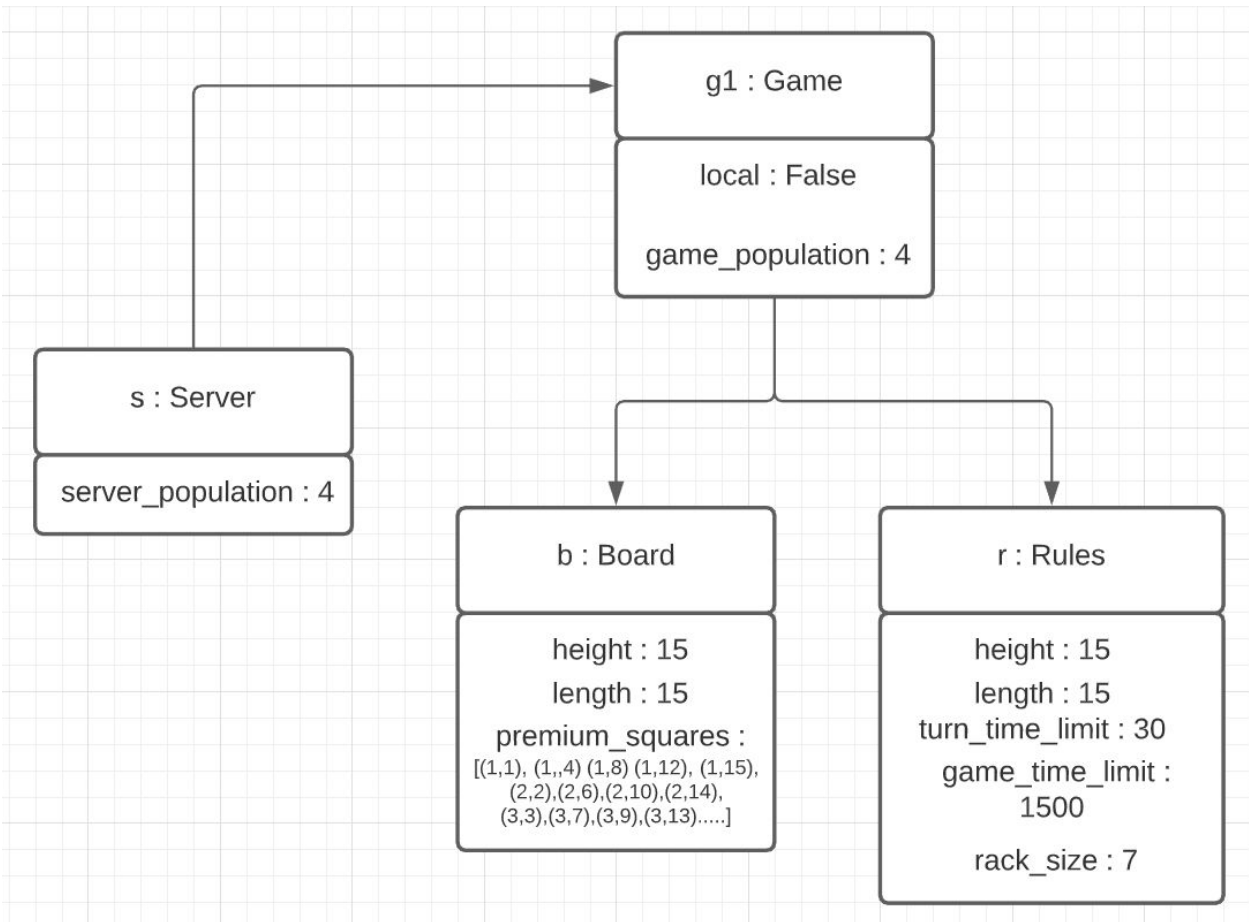 g1 : Game
local : False
game_population : 4
s : Server
server_population : 4
b : Board
height : 15
length : 15
premium_squares :
[(1,1), (1,,4) (1,8) (1,12), (1,15),
(2,2),(2,6),(2,10),(2,14),
(3,3),(3,7),(3,9),(3,13).....]
r : Rules
height : 15
length : 15
turn_time_limit : 30
game_time_limit :
1500
rack_size : 7